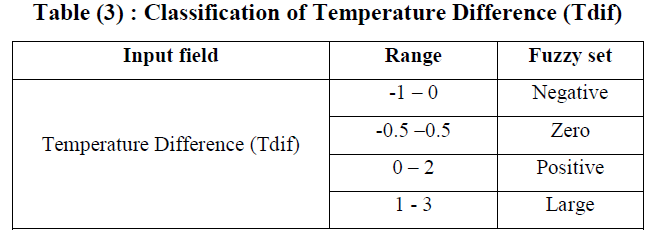 Table (3) : Classification of Temperature Difference (Tdif)
Input field Range Fuzzy set
Temperature Difference (Tdif)
-1 – 0 Negative
-0.5 –0.5 Zero
0 – 2 Positive
1 - 3 Large